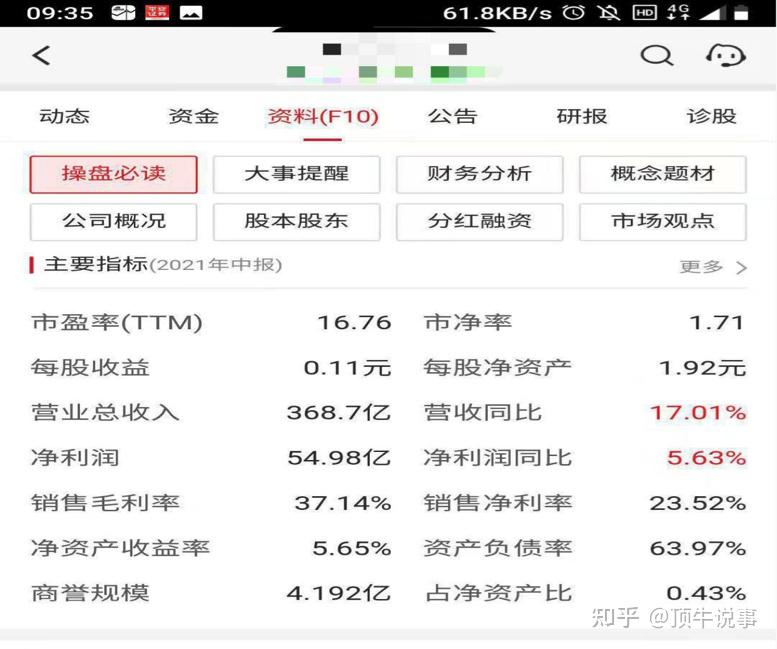 09:35 平安证券 61.8KB/s HD 4G
动态 资金 资料(F10) 公告 研报 诊股
操盘必读 大事提醒 财务分析 概念题材
公司概况 股本股东 分红融资 市场观点
主要指标(2021年中报) 更多
市盈率(TTM) 16.76 市净率 1.71
每股收益 0.11元 每股净资产 1.92元
营业总收入 368.7亿 营收同比 17.01%
净利润 54.98亿 净利润同比 5.63%
销售毛利率 37.14% 销售净利率 23.52%
净资产收益率 5.65% 资产负债率 63.97%
商誉规模 4.192亿 占净资产比 0.43%
知乎 @顶牛说事